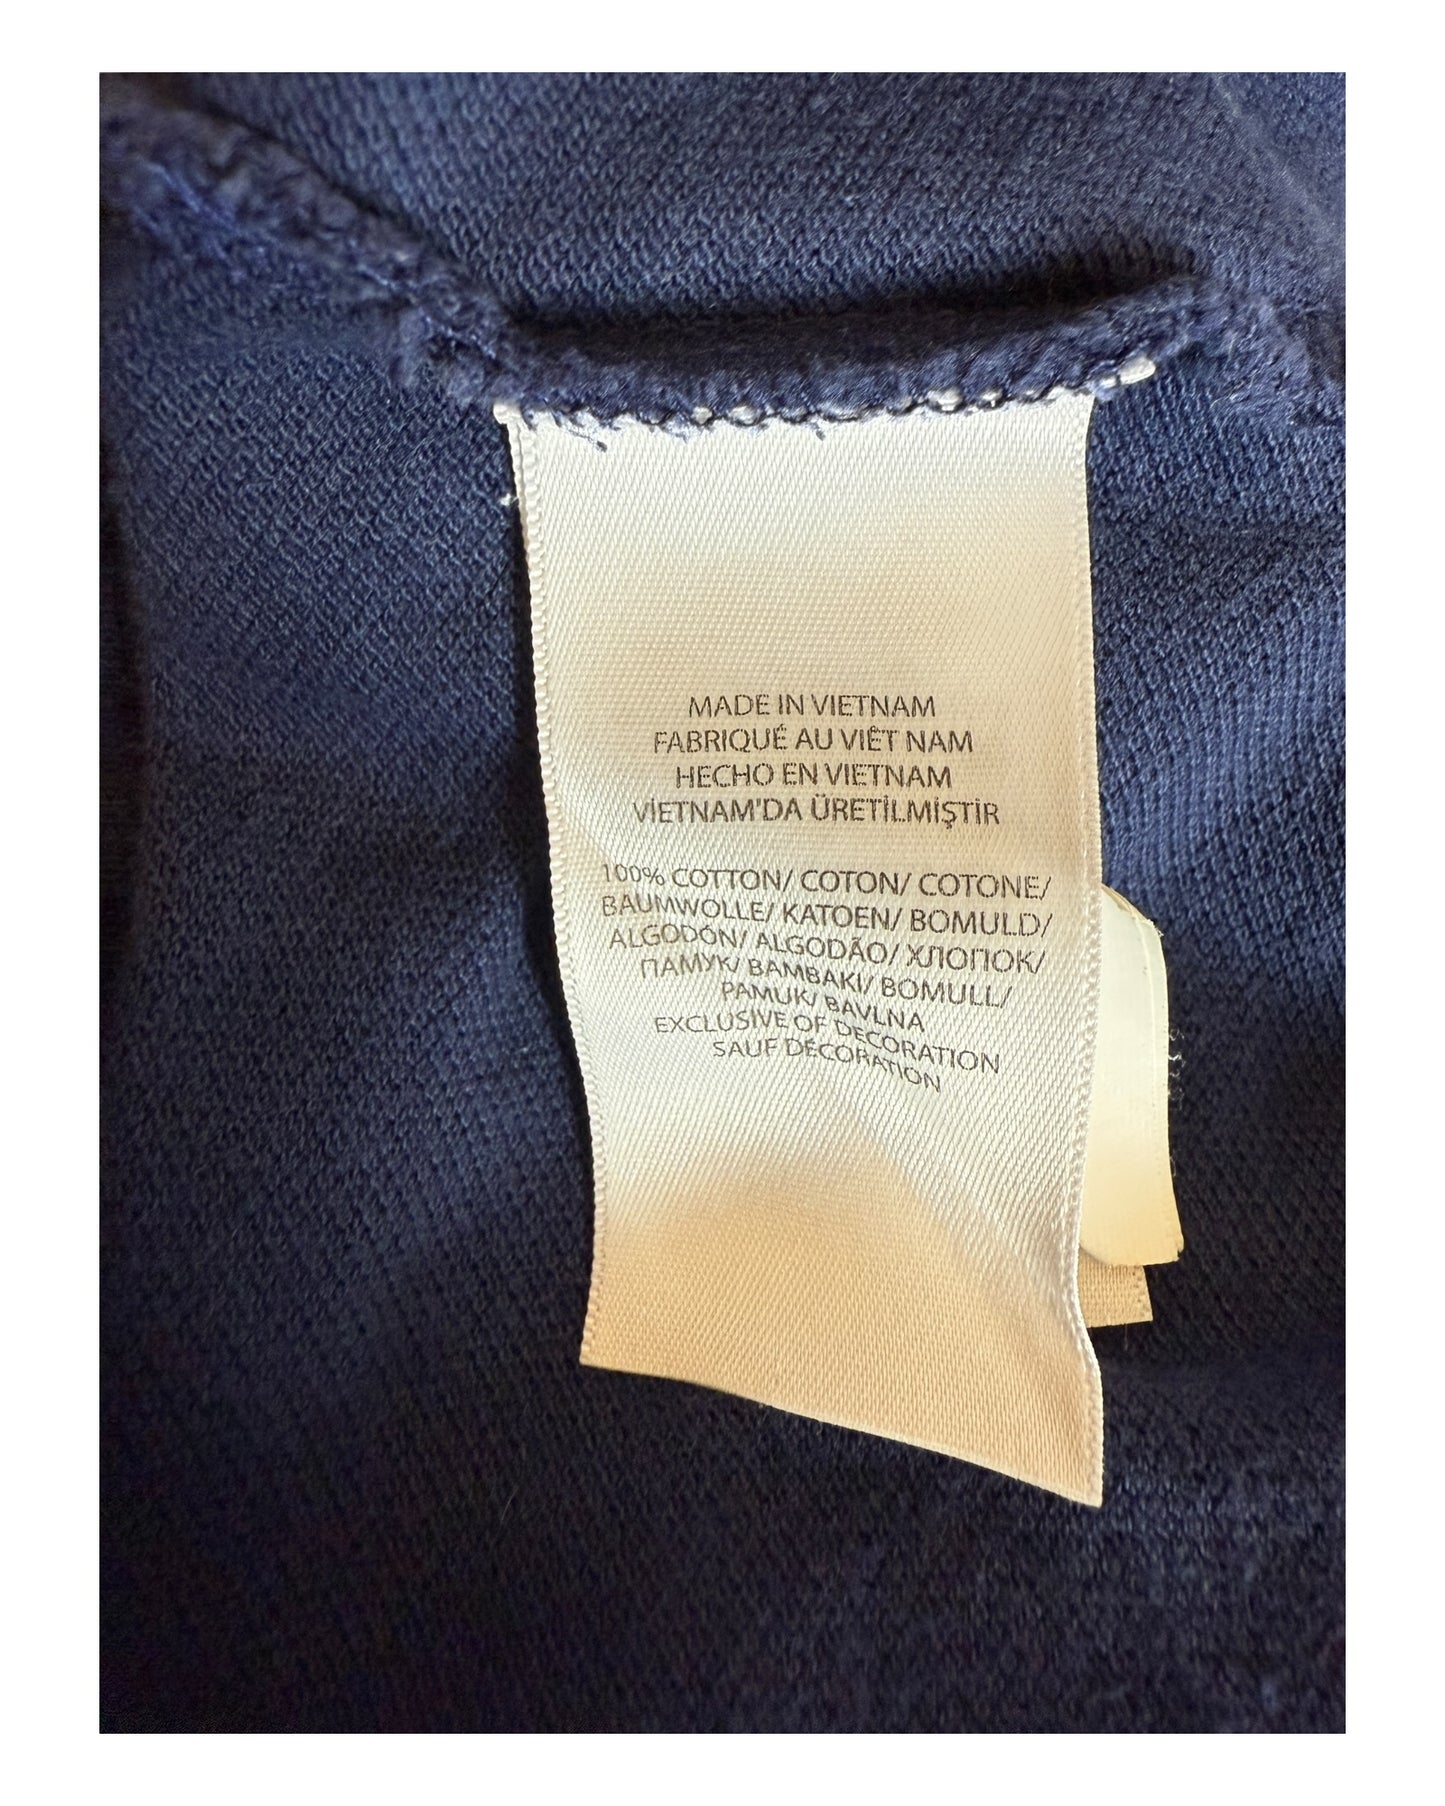 MADE IN VIETNAM
FABRIQUÉ AU VIÊT NAM
HECHO EN VIETNAM
VİETNAM'DA ÜRETİLMİŞTİR
100% COTTON/ COTON/ COTONE/
BAUMWOLLE/ KATOEN/ BOMULD/
ALGODÓN/ ALGODÃO/ ХЛОПОК/
ПАМУК/ BAMBAKI/ BOMULL/
PAMUK/ BAVLNA
EXCLUSIVE OF DECORATION
SAUF DÉCORATION